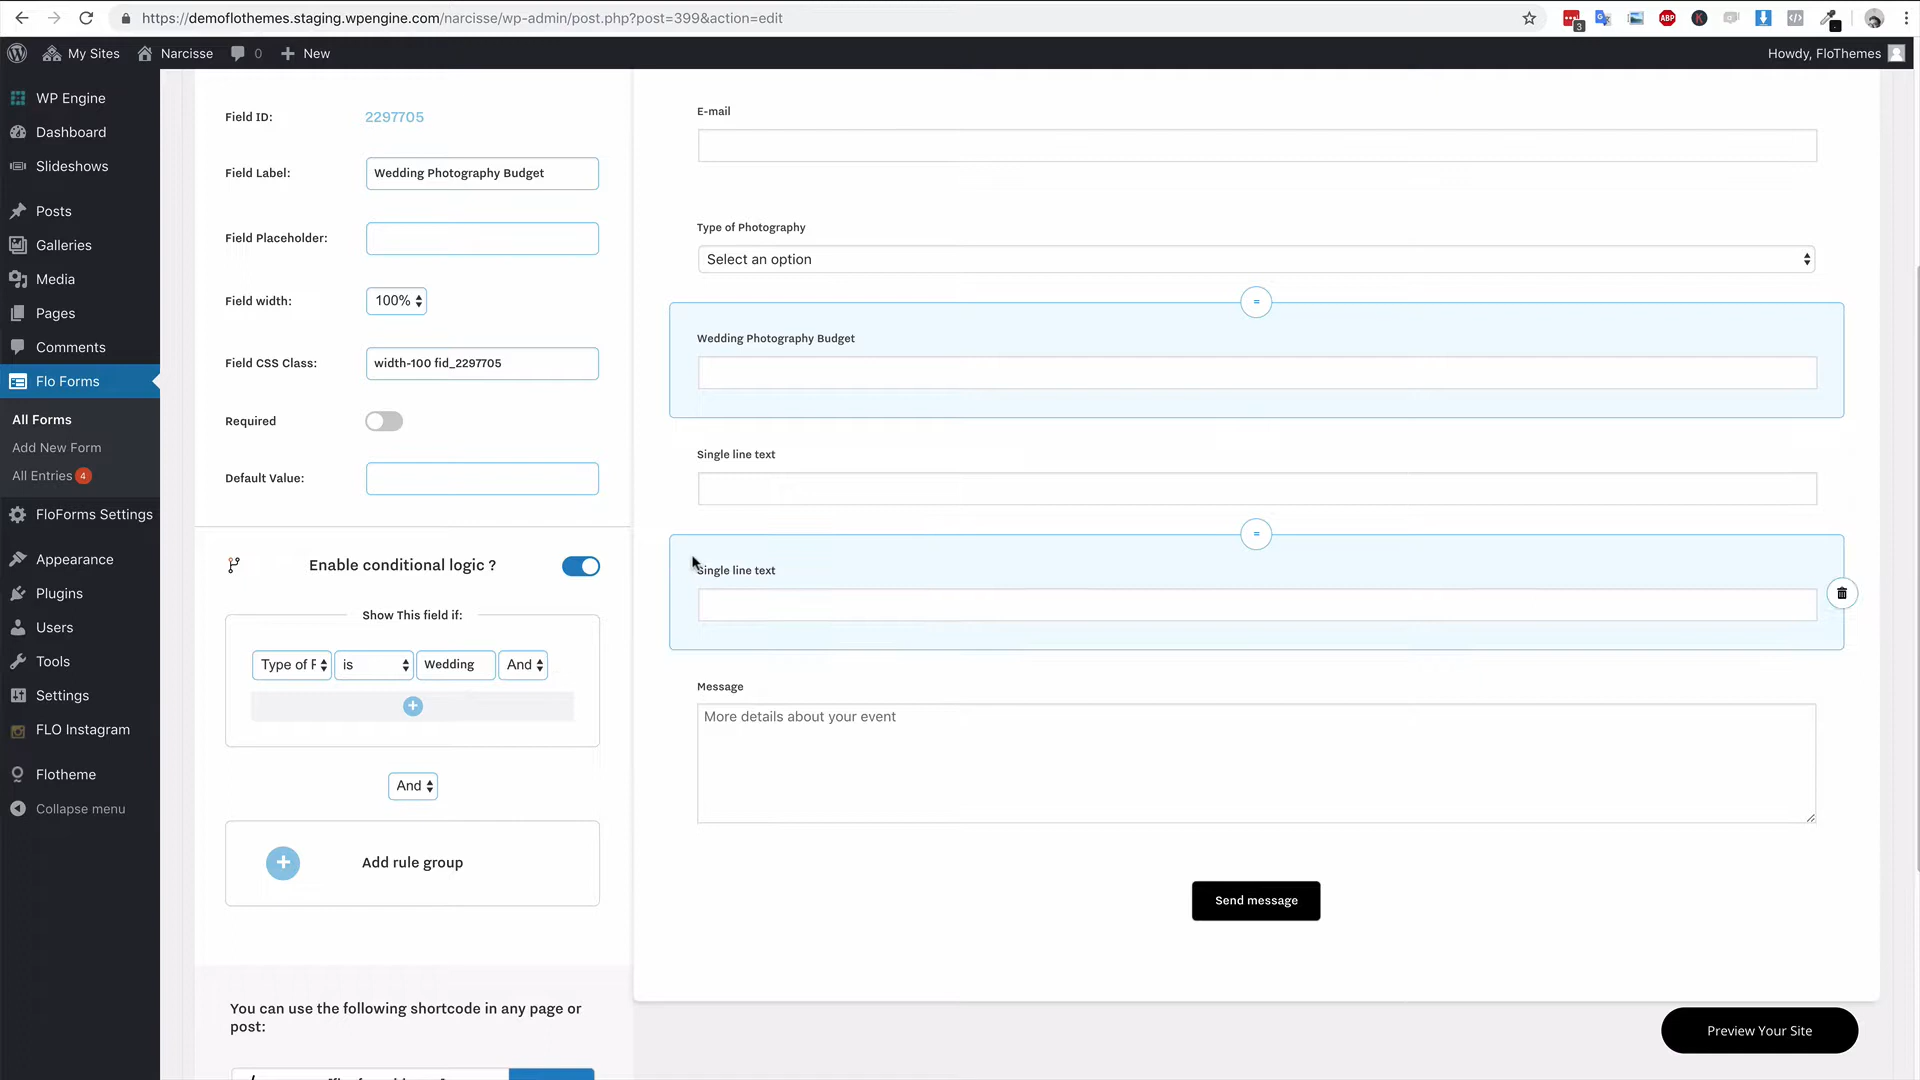 https://demoflothemes.staging.wpengine.com/narcisse/wp-admin/post.php?post=399&action=edit
3
ABP
K
My Sites
Narcisse
0
New
Howdy, FloThemes
WP Engine
Dashboard
Slideshows
Posts
Galleries
Media
Pages
Comments
Flo Forms
All Forms
Add New Form
All Entries 4
FloForms Settings
Appearance
Plugins
Users
Tools
Settings
FLO Instagram
Flotheme
Collapse menu
Field ID: 2297705
Field Label: Wedding Photography Budget
Field Placeholder:
Field width: 100%
Field CSS Class: width-100 fid_2297705
Required
Default Value:
Enable conditional logic ?
Show This field if:
Type of P is Wedding And
And
Add rule group
You can use the following shortcode in any page or
post:
E-mail
Type of Photography
Select an option
Wedding Photography Budget
Single line text
Single line text
Message
More details about your event
Send message
Preview Your Site